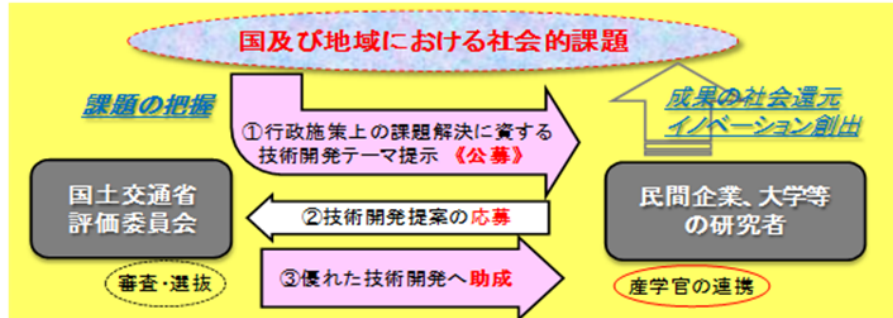 国及び地域における社会的課題
課題の把握
成果の社会還元
イノベーション創出
①行政施策上の課題解決に資する
技術開発テーマ提示 《公募》
国土交通省
評価委員会
②技術開発提案の応募
民間企業、大学等
の研究者
③優れた技術開発へ助成
審査・選抜
産学官の連携